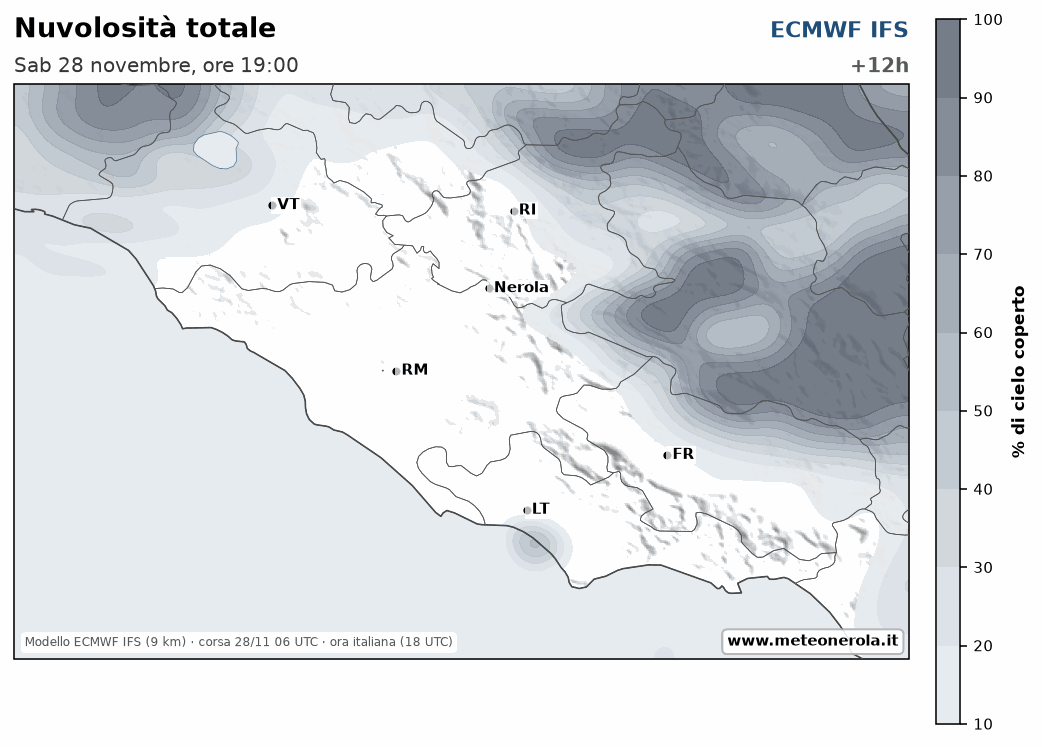 Nuvolosità totale
ECMWF IFS
Sab 28 novembre, ore 19:00
+12h
100
90
80
70
60
50
40
30
20
10
% di cielo coperto
VT
RI
Nerola
RM
FR
LT
Modello ECMWF IFS (9 km) · corsa 28/11 06 UTC · ora italiana (18 UTC)
www.meteonerola.it